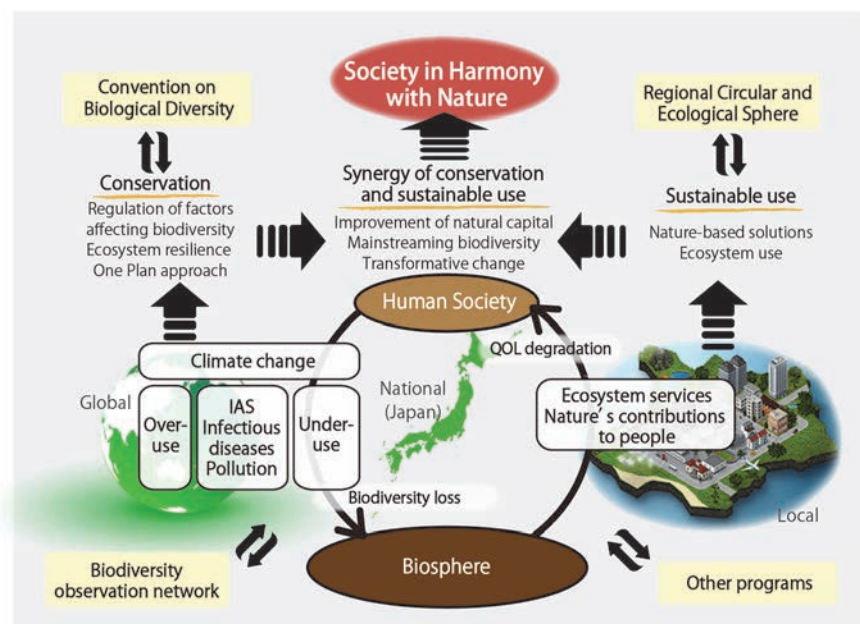 Society in Harmony
with Nature
Convention on
Biological Diversity
Regional Circular and
Ecological Sphere
Conservation
Regulation of factors
affecting biodiversity
Ecosystem resilience
One Plan approach
Synergy of conservation
and sustainable use
Improvement of natural capital
Mainstreaming biodiversity
Transformative change
Sustainable use
Nature-based solutions
Ecosystem use
Human Society
Climate change
QOL degradation
Global
Over-
use
IAS
Infectious
diseases
Pollution
Under-
use
National
(Japan)
Ecosystem services
Nature's contributions
to people
Biodiversity loss
Local
Biodiversity
observation network
Biosphere
Other programs